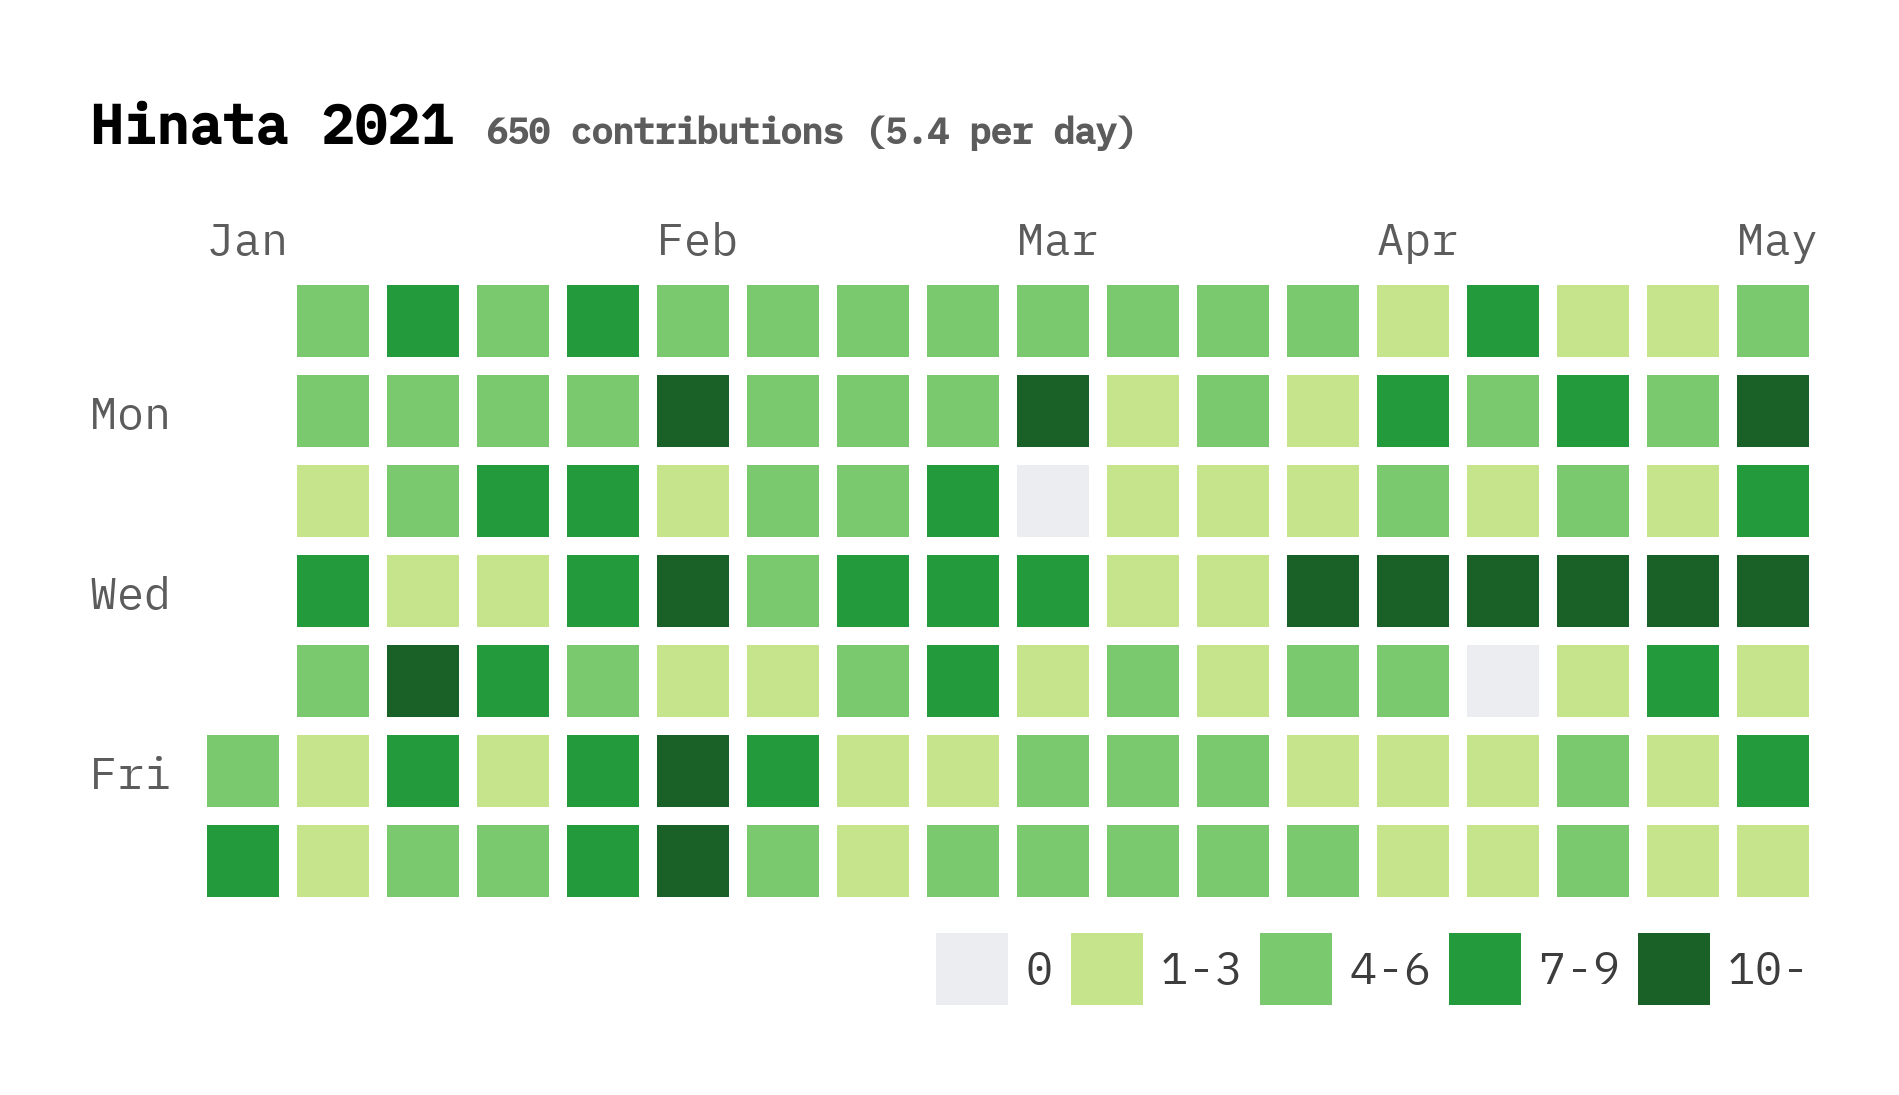 Hinata 2021 650 contributions (5.4 per day)
Jan Feb Mar Apr May
Mon
Wed
Fri
0 1-3 4-6 7-9 10-